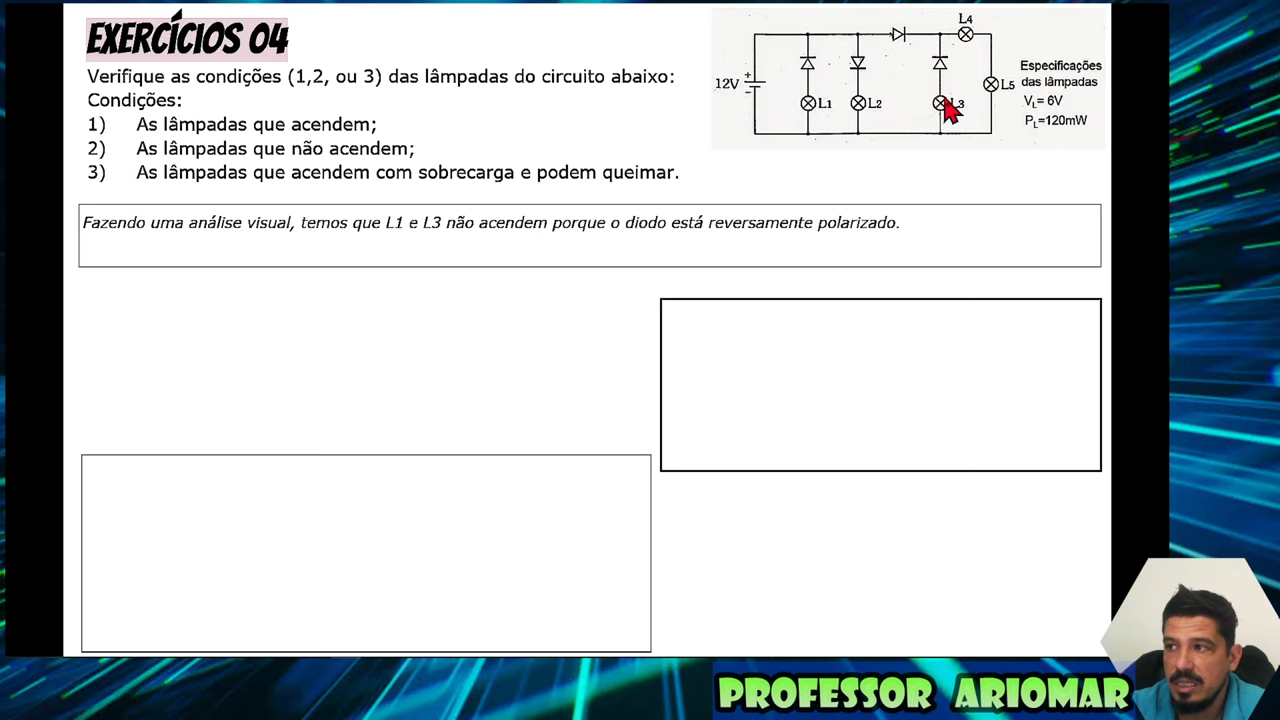 EXERCÍCIOS 04
Verifique as condições (1,2, ou 3) das lâmpadas do circuito abaixo:
Condições:
1) As lâmpadas que acendem;
2) As lâmpadas que não acendem;
3) As lâmpadas que acendem com sobrecarga e podem queimar.
12V
+
-
L1
L2
L3
L4
L5
Especificações
das lâmpadas
VL= 6V
PL=120mW
Fazendo uma análise visual, temos que L1 e L3 não acendem porque o diodo está reversamente polarizado.
PROFESSOR ARIOMAR